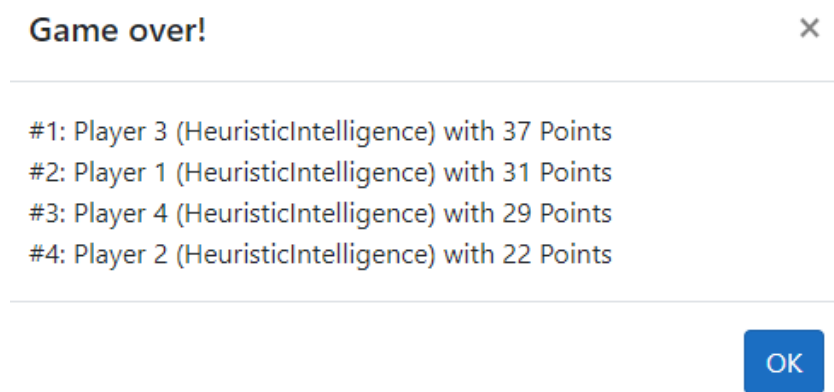 Game over!
×
#1: Player 3 (HeuristicIntelligence) with 37 Points
#2: Player 1 (HeuristicIntelligence) with 31 Points
#3: Player 4 (HeuristicIntelligence) with 29 Points
#4: Player 2 (HeuristicIntelligence) with 22 Points
OK